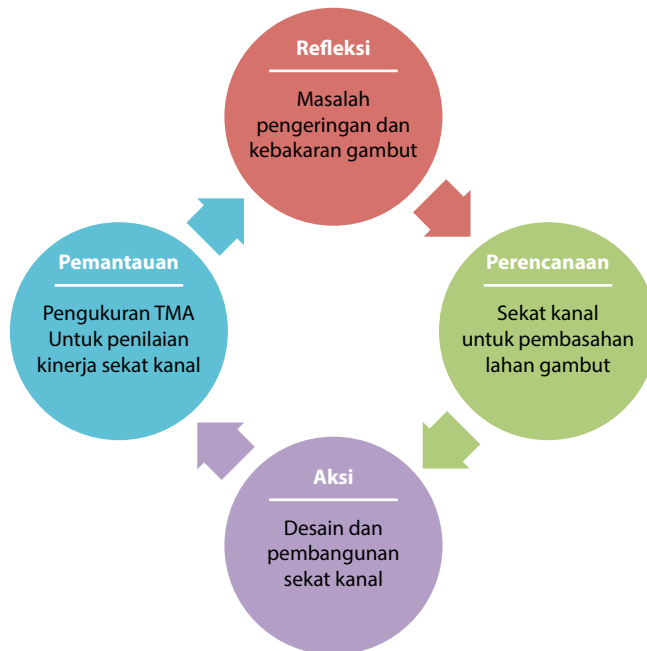 Refleksi
Masalah
pengeringan dan
kebakaran gambut
Perencanaan
Sekat kanal
untuk pembasahan
lahan gambut
Aksi
Desain dan
pembangunan
sekat kanal
Pemantauan
Pengukuran TMA
Untuk penilaian
kinerja sekat kanal